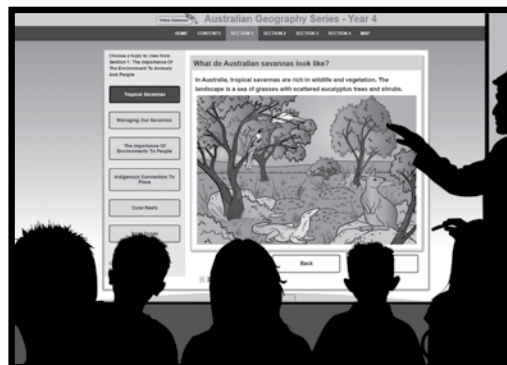 Online Classroom
Australian Geography Series - Year 4
HOME CONTENTS SECTION 1 SECTION 2 SECTION 3 SECTION 4 MAP
Choose a topic to view from
Section 1: The Importance Of
The Environment To Animals
And People
Tropical Savannas
Managing Our Savannas
The Importance Of
Environments To People
Indigenous Connection To
Place
Coral Reefs
What do Australian savannas look like?
In Australia, tropical savannas are rich in wildlife and vegetation. The
landscape is a sea of grasses with scattered eucalyptus trees and shrubs.
Back